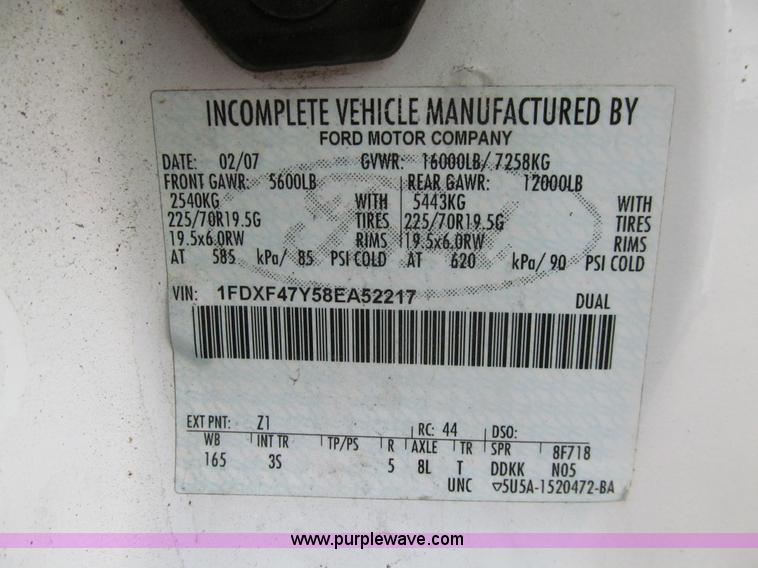 INCOMPLETE VEHICLE MANUFACTURED BY
FORD MOTOR COMPANY
DATE: 02/07 GVWR: 16000LB/ 7258KG
FRONT GAWR: 5600LB REAR GAWR: 12000LB
2540KG WITH 5443KG WITH
225/70R19.5G TIRES 225/70R19.5G TIRES
19.5x6.0RW RIMS 19.5x6.0RW RIMS
AT 585 kPa/ 85 PSI COLD AT 620 kPa/ 90 PSI COLD
VIN: 1FDXF47Y58EA52217 DUAL
EXT PNT: Z1 RC: 44 DSO:
WB INT TR TP/PS R AXLE TR SPR 8F718
165 3S 5 8L T DDKK N05
UNC ▽5U5A-1520472-BA
www.purplewave.com